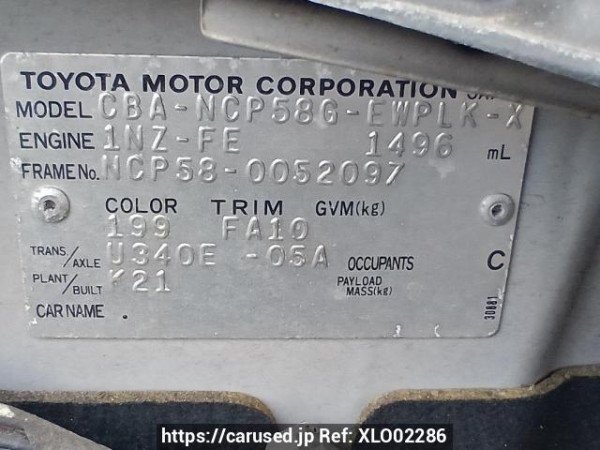 TOYOTA MOTOR CORPORATION JAPAN
MODEL CBA-NCP58G-EWPLK-X
ENGINE 1NZ-FE 1496 mL
FRAME No. NCP58-0052097
COLOR TRIM GVM(kg)
199 FA10
TRANS/AXLE U340E -05A OCCUPANTS C
PLANT/BUILT K21 PAYLOAD MASS(kg)
CAR NAME .
30881
https://carused.jp Ref: XLO02286